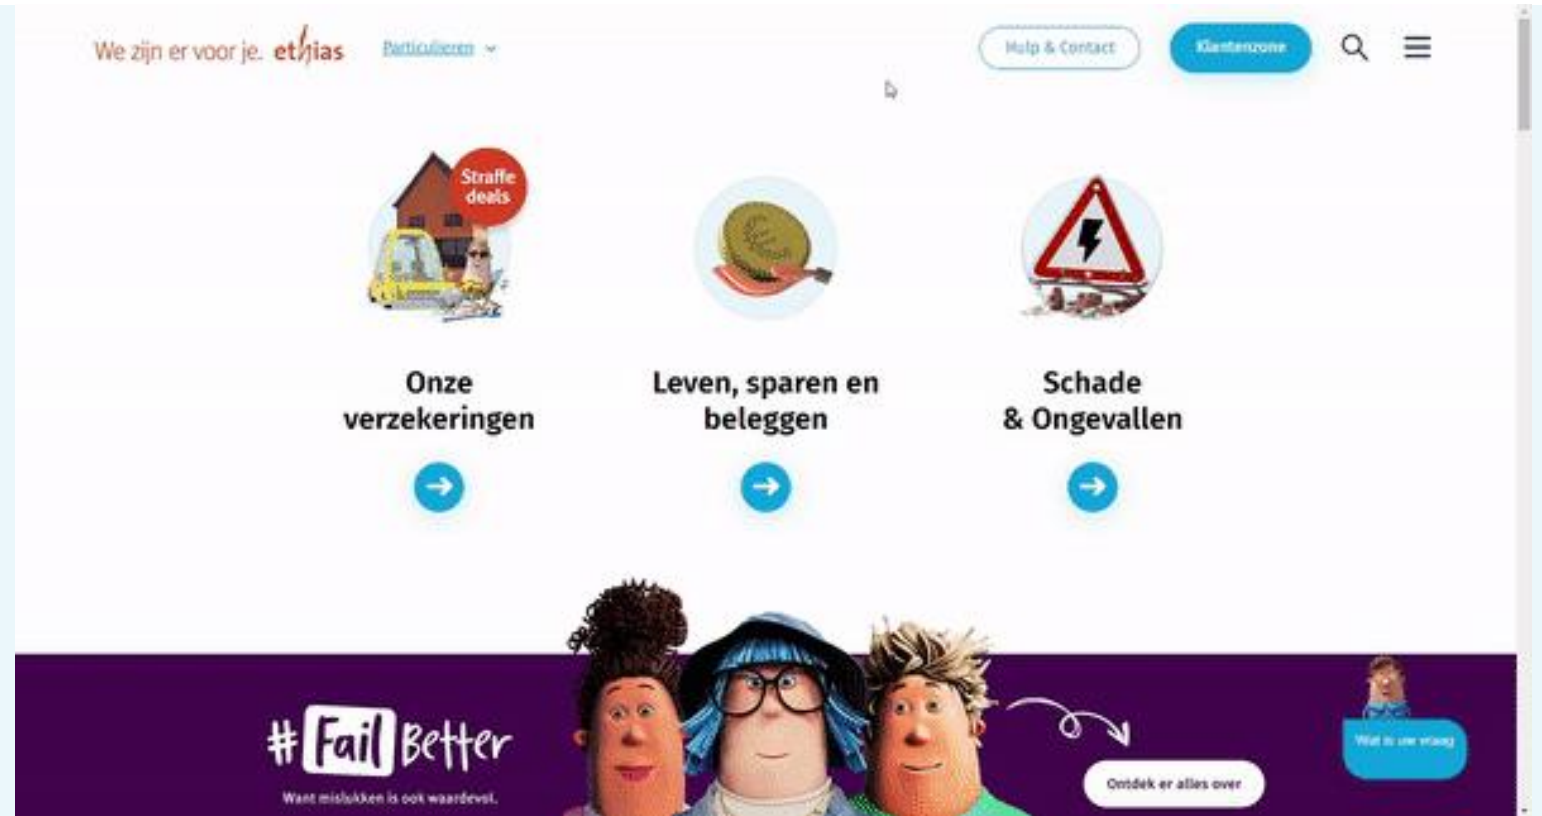 We zijn er voor je. ethias
Particulieren
Hulp & Contact
Klantenzone
Straffe
deals
Onze
verzekeringen
Leven, sparen en
beleggen
Schade
& Ongevallen
#Fail Better
Want mislukken is ook waardevol.
Ontdek er alles over
Wat is uw vraag